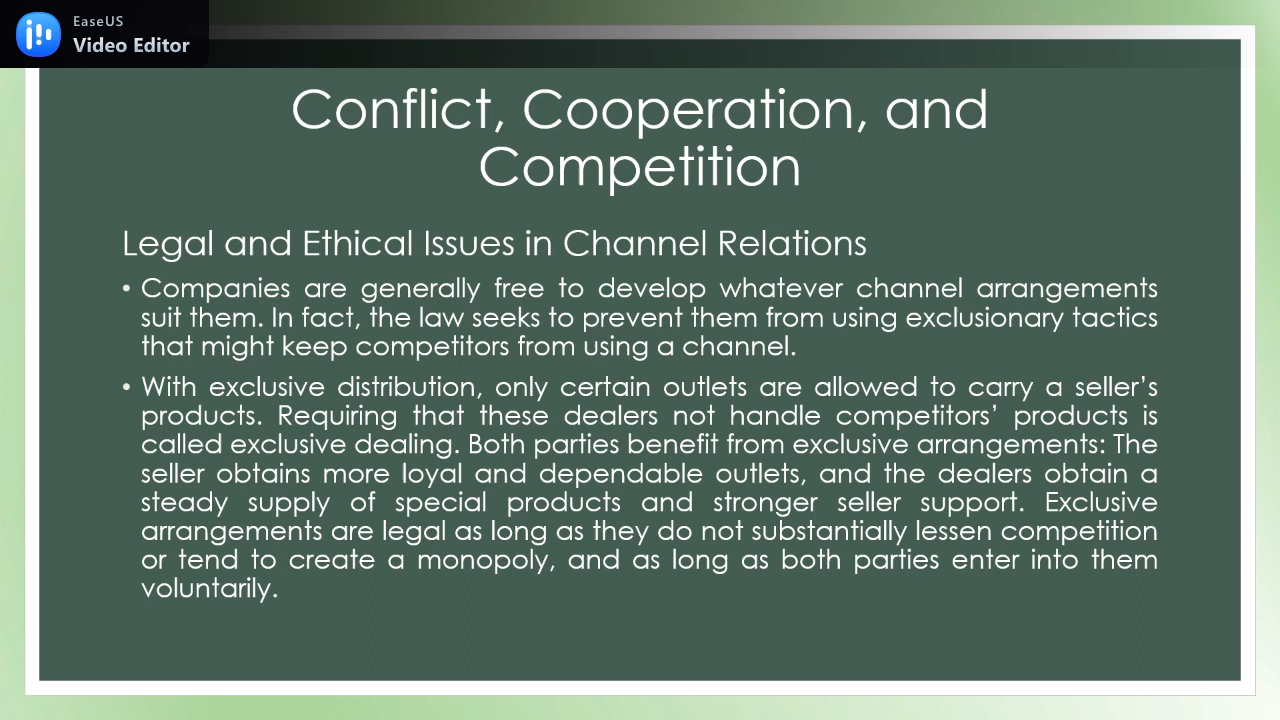 EaseUS
Video Editor
Conflict, Cooperation, and
Competition
Legal and Ethical Issues in Channel Relations
• Companies are generally free to develop whatever channel arrangements
suit them. In fact, the law seeks to prevent them from using exclusionary tactics
that might keep competitors from using a channel.
• With exclusive distribution, only certain outlets are allowed to carry a seller’s
products. Requiring that these dealers not handle competitors’ products is
called exclusive dealing. Both parties benefit from exclusive arrangements: The
seller obtains more loyal and dependable outlets, and the dealers obtain a
steady supply of special products and stronger seller support. Exclusive
arrangements are legal as long as they do not substantially lessen competition
or tend to create a monopoly, and as long as both parties enter into them
voluntarily.